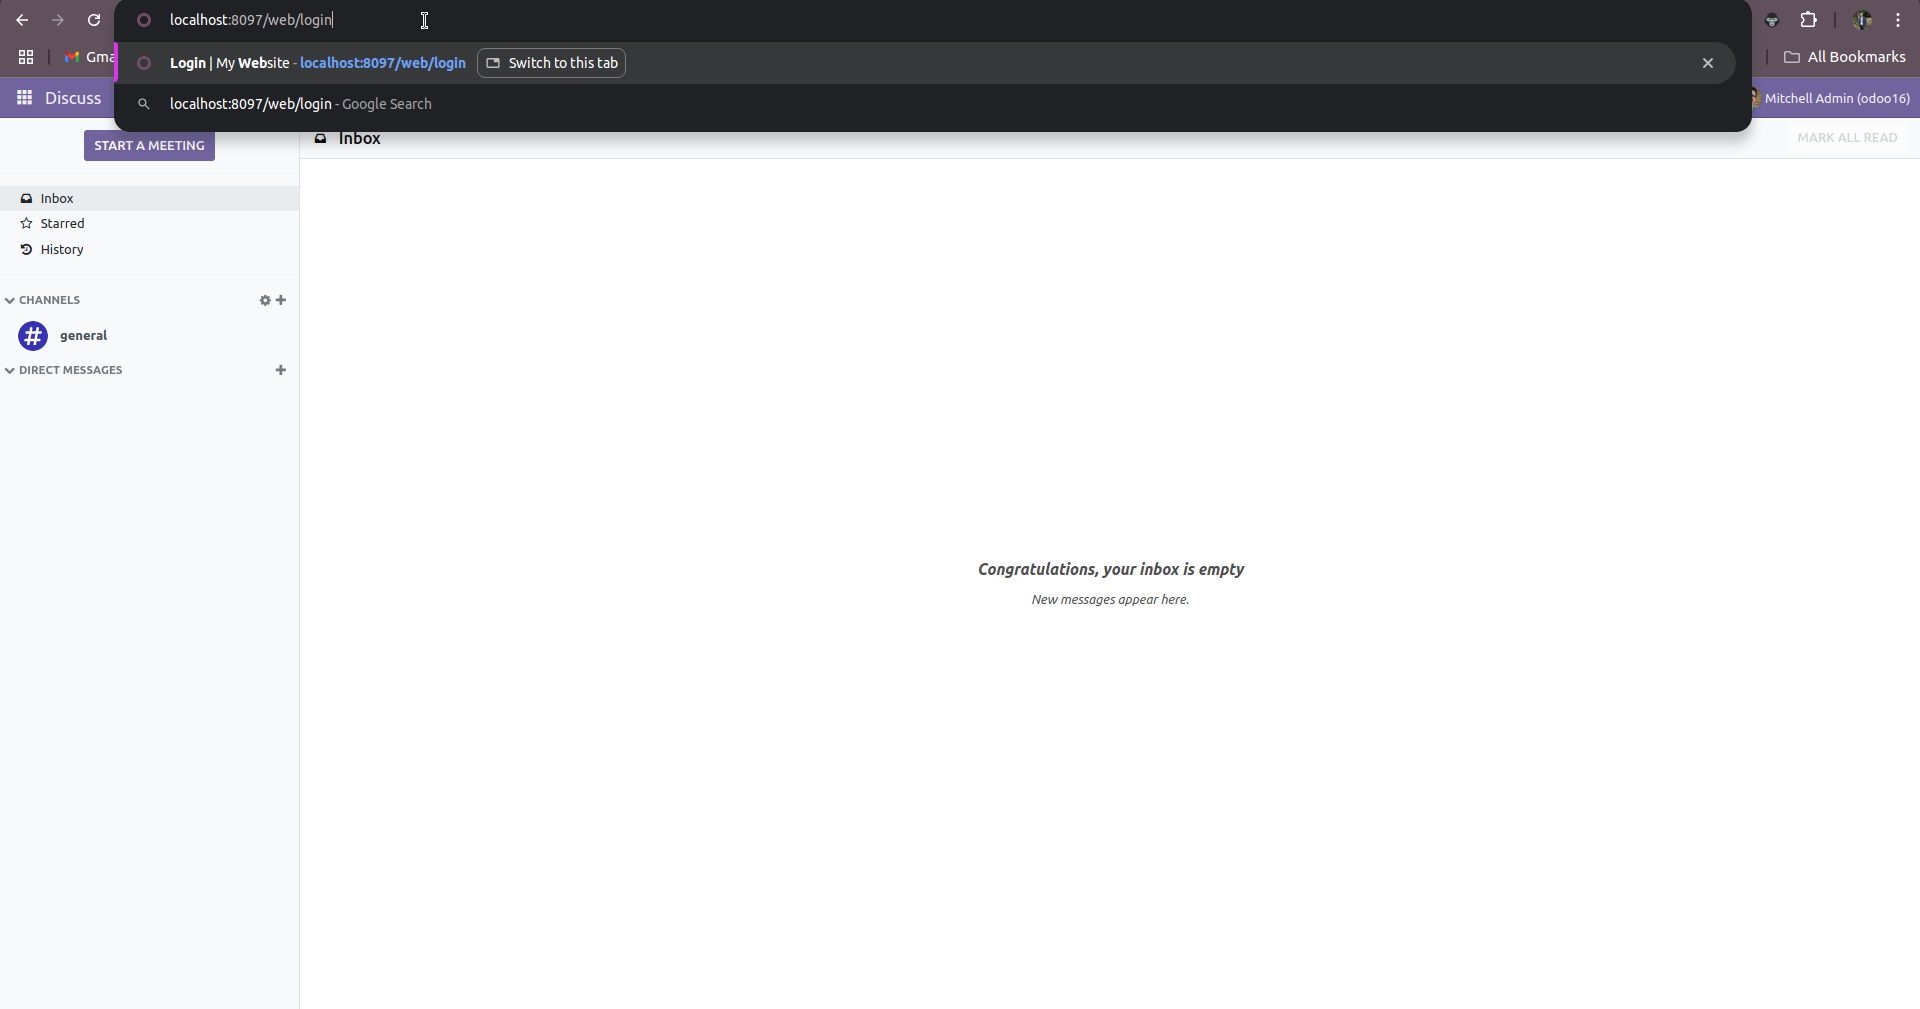 localhost:8097/web/login
Login | My Website - localhost:8097/web/login Switch to this tab
Gma
All Bookmarks
localhost:8097/web/login - Google Search
Discuss
Mitchell Admin (odoo16)
START A MEETING
Inbox
MARK ALL READ
Inbox
Starred
History
CHANNELS
general
DIRECT MESSAGES
Congratulations, your inbox is empty
New messages appear here.